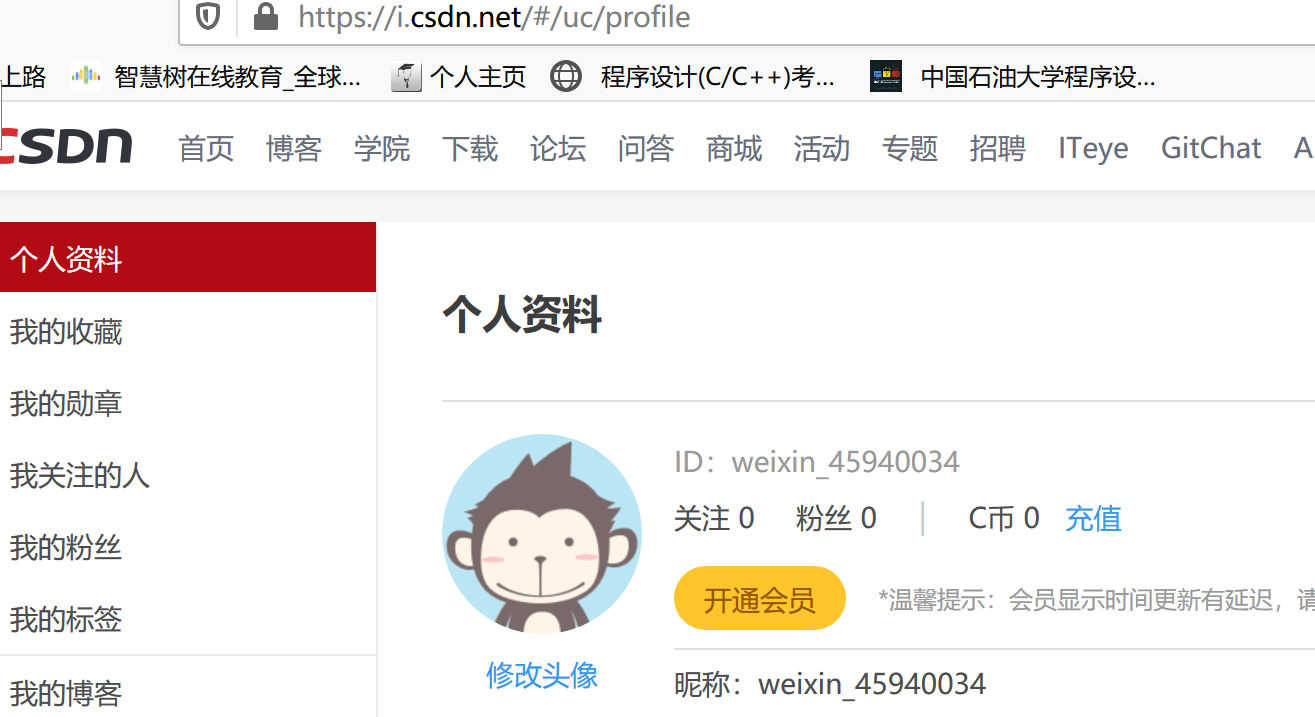 https://i.csdn.net/#/uc/profile
上路 智慧树在线教育_全球... 个人主页 程序设计(C/C++)考... 中国石油大学程序设...
CSDN 首页 博客 学院 下载 论坛 问答 商城 活动 专题 招聘 ITeye GitChat A
个人资料
我的收藏
我的勋章
我关注的人
我的粉丝
我的标签
我的博客
个人资料
ID：weixin_45940034
关注 0 粉丝 0 | C币 0 充值
开通会员 *温馨提示：会员显示时间更新有延迟，请
修改头像
昵称：weixin_45940034